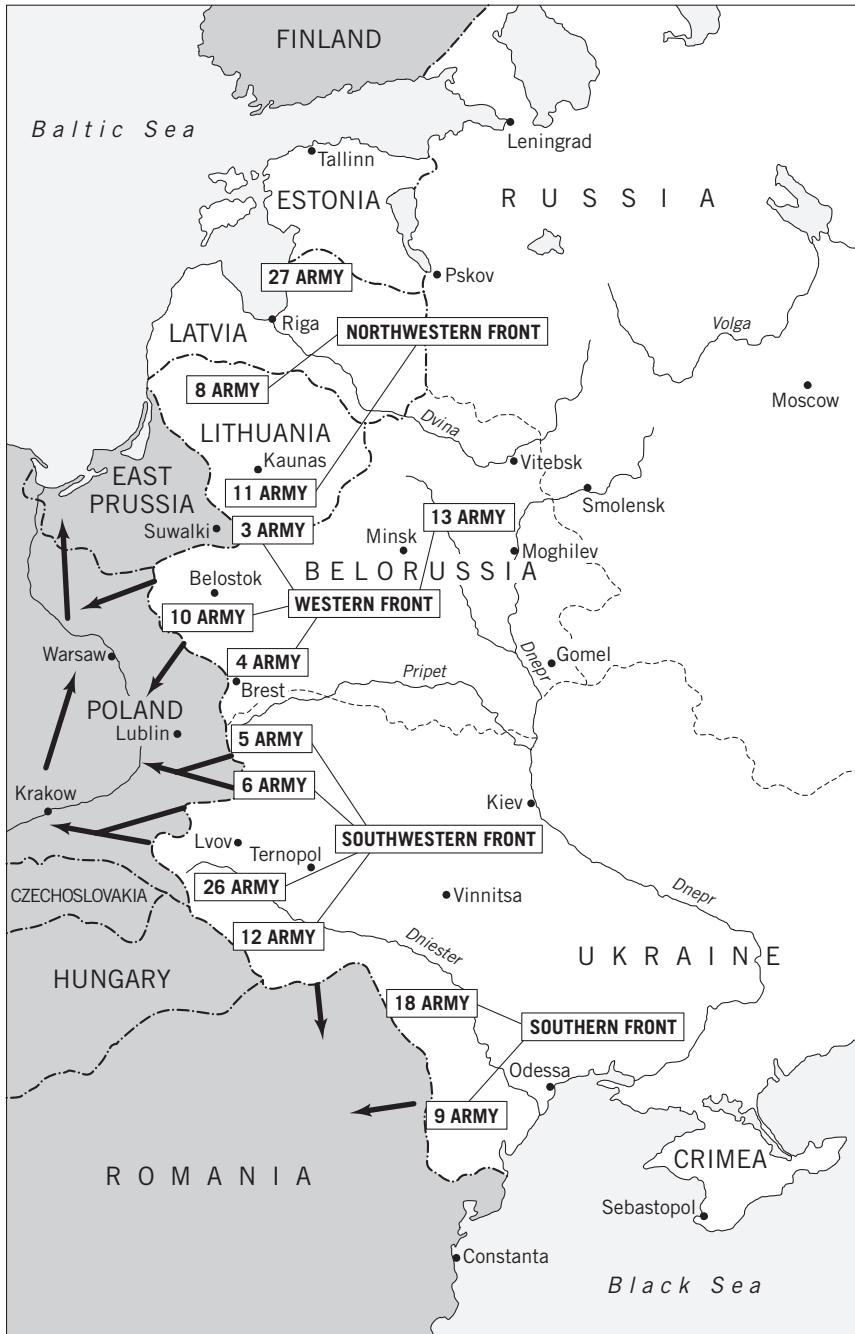 FINLAND
Baltic Sea
Leningrad
Tallinn
ESTONIA
RUSSIA
27 ARMY
Pskov
Riga
NORTHWESTERN FRONT
LATVIA
Volga
8 ARMY
Moscow
Dvina
LITHUANIA
Kaunas
Vitebsk
EAST
PRUSSIA
11 ARMY
Smolensk
Suwalki
3 ARMY
13 ARMY
Minsk
Moghilev
BELORUSSIA
Belostok
10 ARMY
WESTERN FRONT
Warsaw
4 ARMY
Dnepr
Gomel
Pripet
Brest
POLAND
Lublin
5 ARMY
6 ARMY
Krakow
Kiev
Lvov
SOUTHWESTERN FRONT
Ternopol
26 ARMY
CZECHOSLOVAKIA
Vinnitsa
Dnepr
12 ARMY
Dniester
UKRAINE
HUNGARY
18 ARMY
SOUTHERN FRONT
Odessa
9 ARMY
CRIMEA
ROMANIA
Sebastopol
Constanta
Black Sea